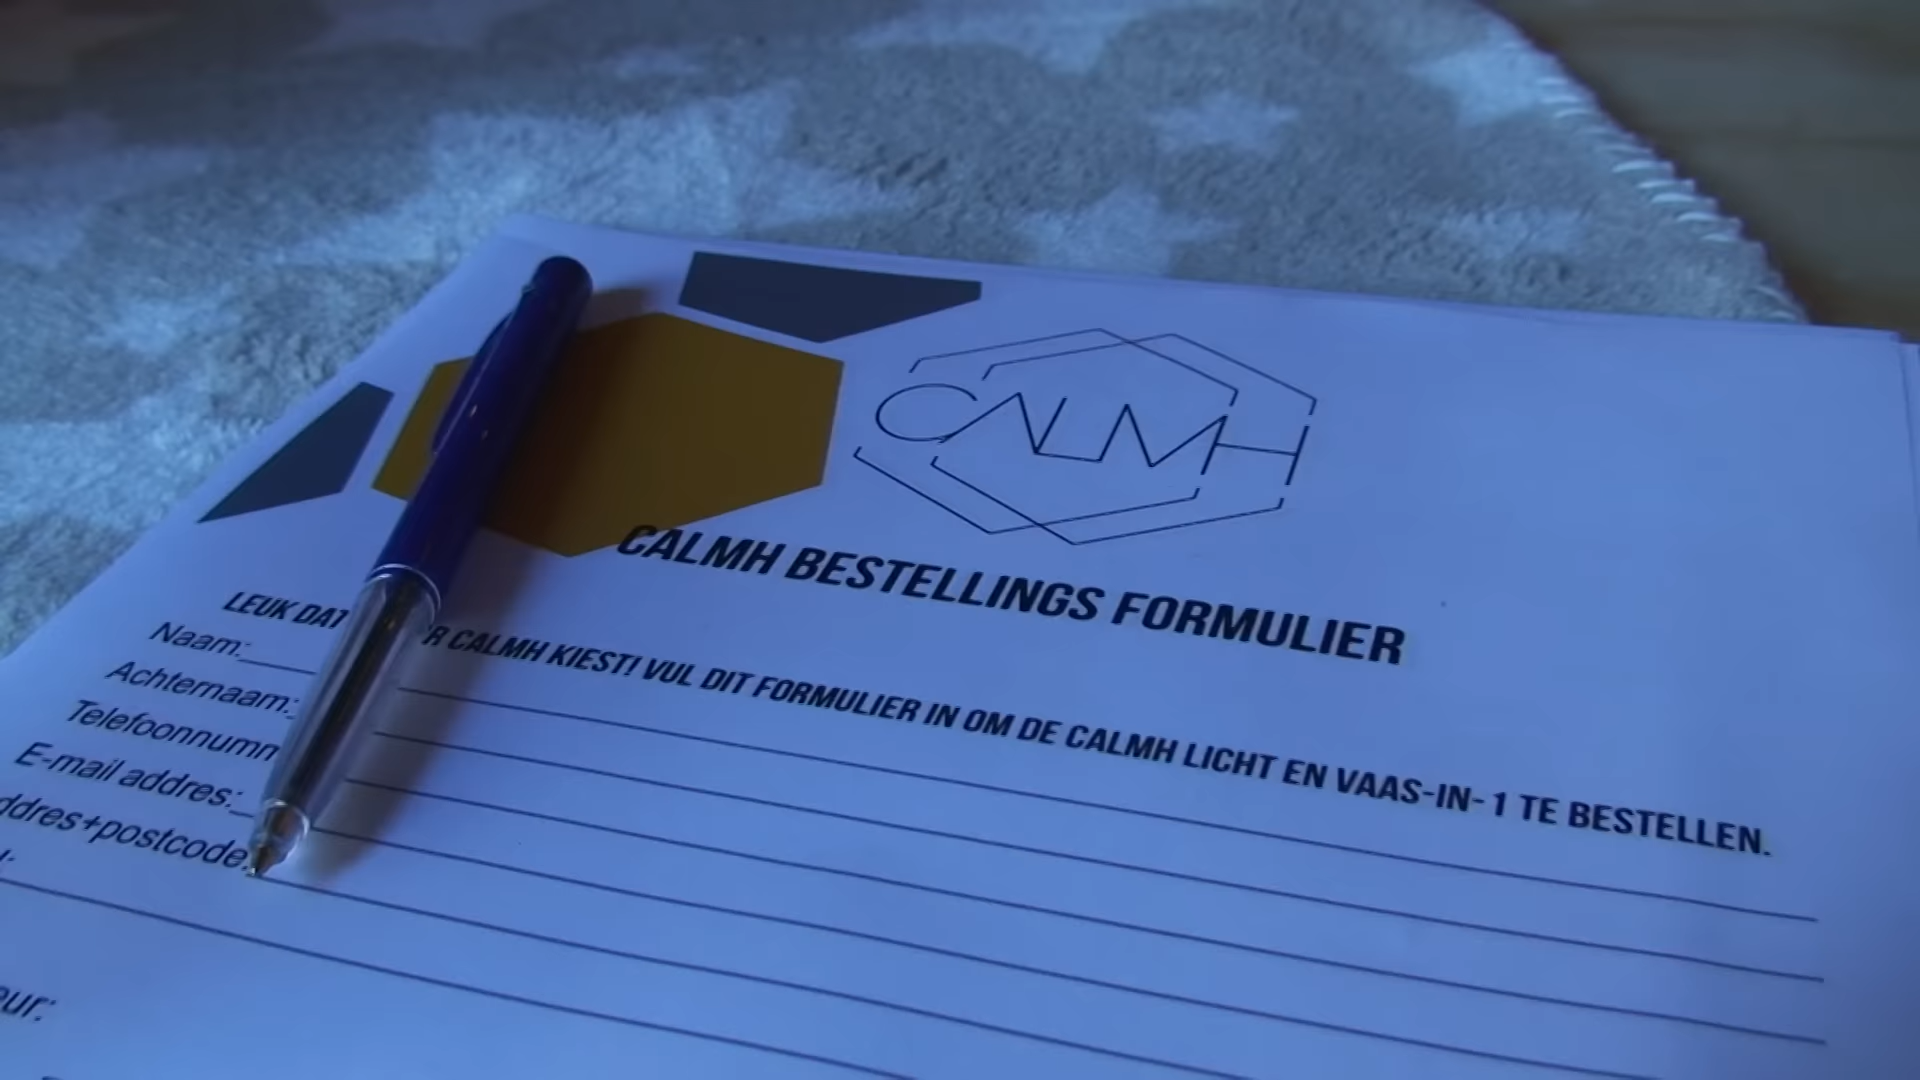 CALMH
CALMH BESTELLINGS FORMULIER
LEUK DAT CALMH KIEST! VUL DIT FORMULIER IN OM DE CALMH LICHT EN VAAS-IN-1 TE BESTELLEN.
Naam:
Achternaam:
Telefoonnumm
E-mail addres:
ddres+postcode: